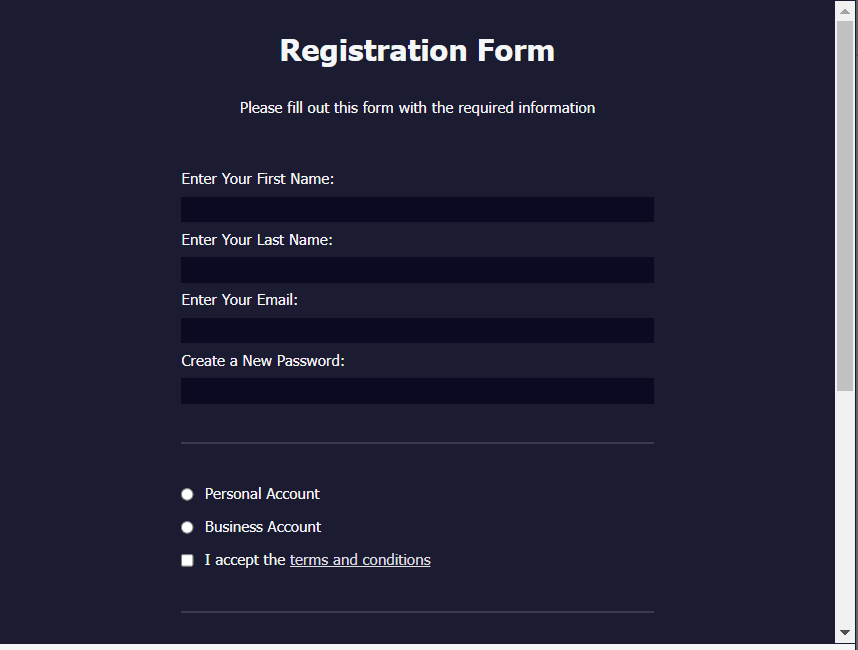 Registration Form
Please fill out this form with the required information
Enter Your First Name:
Enter Your Last Name:
Enter Your Email:
Create a New Password:
Personal Account
Business Account
I accept the terms and conditions